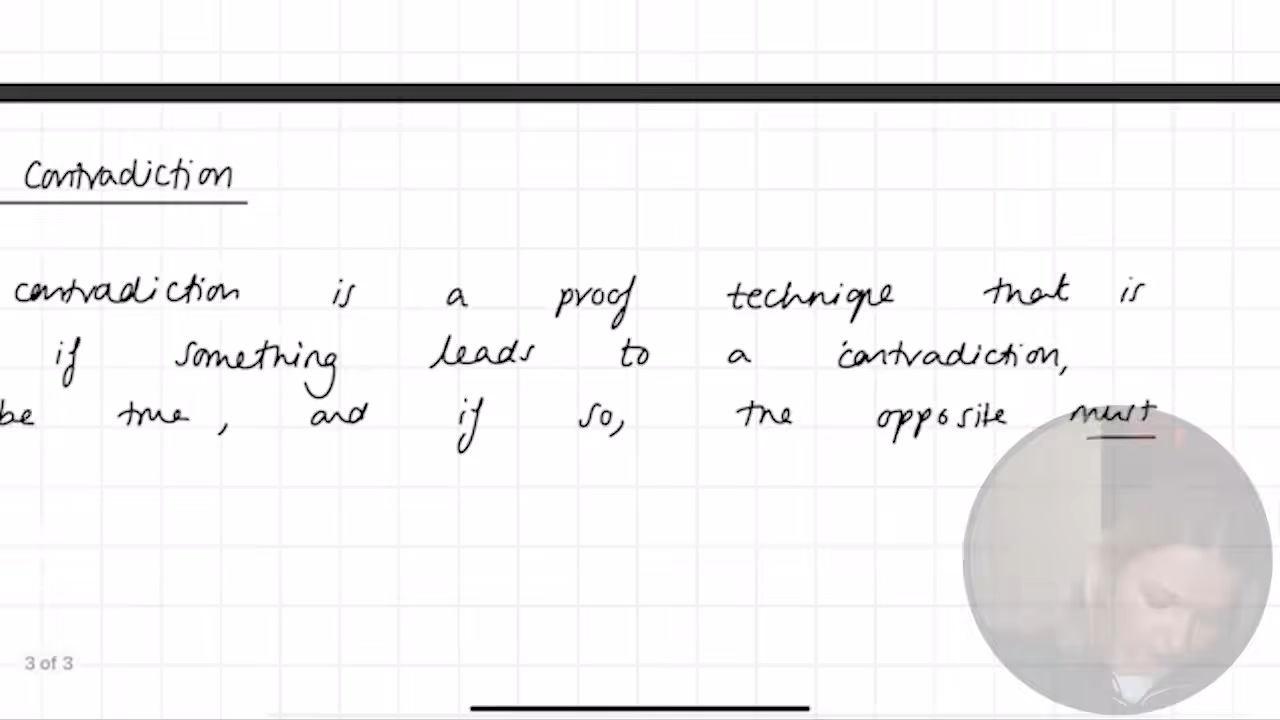 Contradiction
contradiction is a proof technique that is
if something leads to a contradiction,
be true, and if so, the opposite must
3 of 3